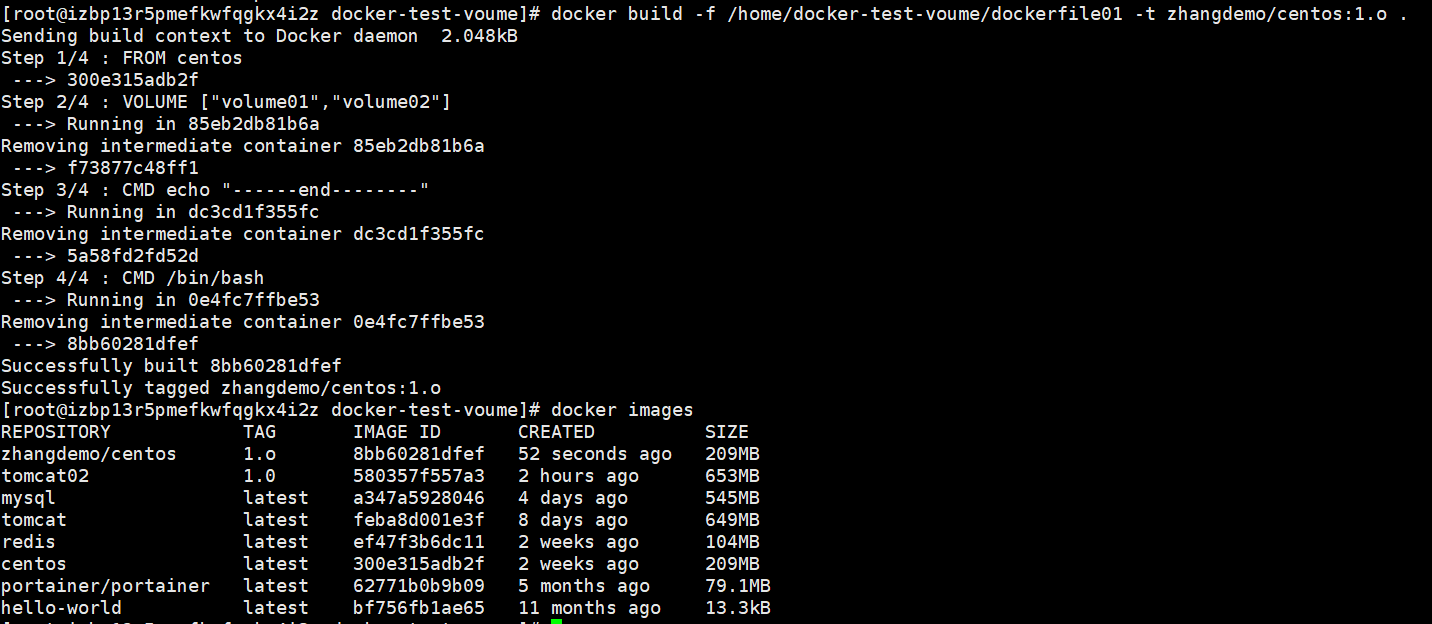 [root@izbp13r5pmefkwfqgkx4i2z docker-test-voume]# docker build -f /home/docker-test-voume/dockerfile01 -t zhangdemo/centos:1.o .
Sending build context to Docker daemon  2.048kB
Step 1/4 : FROM centos
 ---> 300e315adb2f
Step 2/4 : VOLUME ["volume01","volume02"]
 ---> Running in 85eb2db81b6a
Removing intermediate container 85eb2db81b6a
 ---> f73877c48ff1
Step 3/4 : CMD echo "------end--------"
 ---> Running in dc3cd1f355fc
Removing intermediate container dc3cd1f355fc
 ---> 5a58fd2fd52d
Step 4/4 : CMD /bin/bash
 ---> Running in 0e4fc7ffbe53
Removing intermediate container 0e4fc7ffbe53
 ---> 8bb60281dfef
Successfully built 8bb60281dfef
Successfully tagged zhangdemo/centos:1.o
[root@izbp13r5pmefkwfqgkx4i2z docker-test-voume]# docker images
REPOSITORY            TAG       IMAGE ID       CREATED          SIZE
zhangdemo/centos      1.o       8bb60281dfef   52 seconds ago   209MB
tomcat02              1.0       580357f557a3   2 hours ago      653MB
mysql                 latest    a347a5928046   4 days ago       545MB
tomcat                latest    feba8d001e3f   8 days ago       649MB
redis                 latest    ef47f3b6dc11   2 weeks ago      104MB
centos                latest    300e315adb2f   2 weeks ago      209MB
portainer/portainer   latest    62771b0b9b09   5 months ago     79.1MB
hello-world           latest    bf756fb1ae65   11 months ago    13.3kB